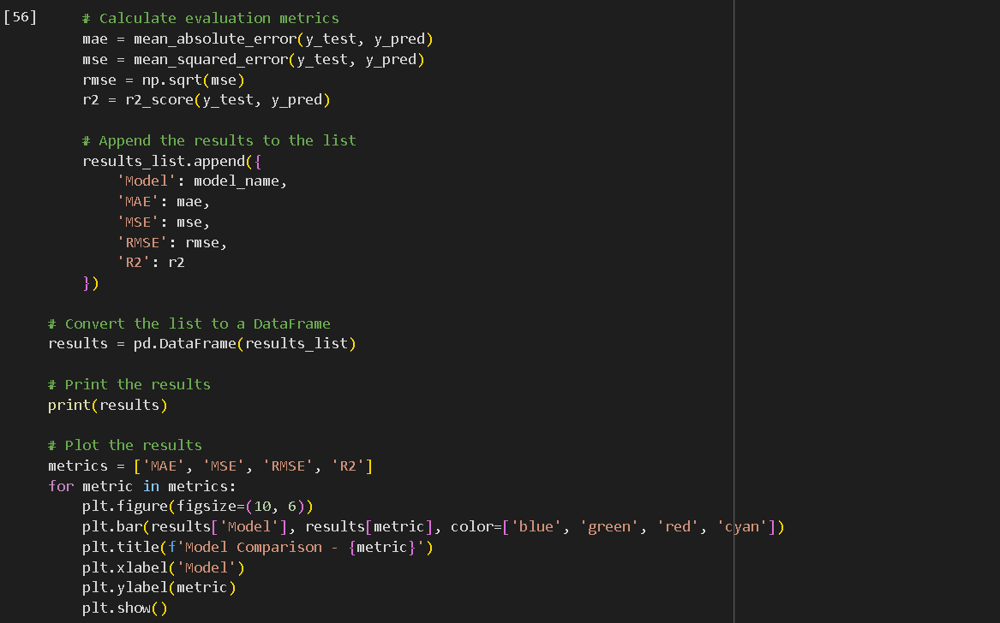 [56]
    # Calculate evaluation metrics
    mae = mean_absolute_error(y_test, y_pred)
    mse = mean_squared_error(y_test, y_pred)
    rmse = np.sqrt(mse)
    r2 = r2_score(y_test, y_pred)

    # Append the results to the list
    results_list.append({
        'Model': model_name,
        'MAE': mae,
        'MSE': mse,
        'RMSE': rmse,
        'R2': r2
    })

# Convert the list to a DataFrame
results = pd.DataFrame(results_list)

# Print the results
print(results)

# Plot the results
metrics = ['MAE', 'MSE', 'RMSE', 'R2']
for metric in metrics:
    plt.figure(figsize=(10, 6))
    plt.bar(results['Model'], results[metric], color=['blue', 'green', 'red', 'cyan'])
    plt.title(f'Model Comparison - {metric}')
    plt.xlabel('Model')
    plt.ylabel(metric)
    plt.show()